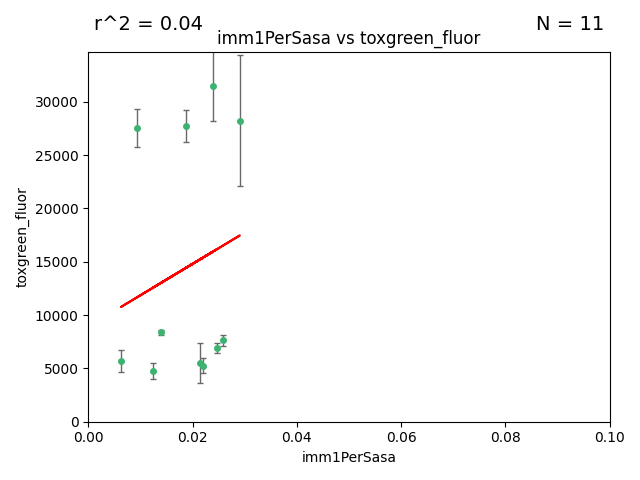 r^2 = 0.04
N = 11
imm1PerSasa vs toxgreen_fluor
toxgreen_fluor
30000
25000
20000
15000
10000
5000
0
0.00
0.02
0.04
0.06
0.08
0.10
imm1PerSasa